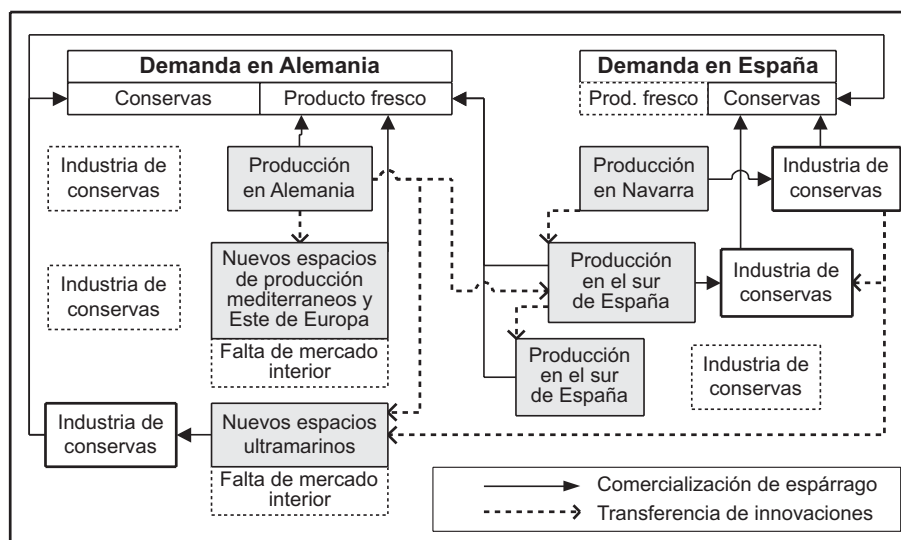 Demanda en Alemania
Conservas
Producto fresco
Demanda en España
Prod. fresco
Conservas
Industria de
conservas
Producción
en Alemania
Producción
en Navarra
Industria de
conservas
Industria de
conservas
Nuevos espacios
de producción
mediterraneos y
Este de Europa
Falta de mercado
interior
Producción
en el sur
de España
Industria de
conservas
Producción
en el sur
de España
Industria de
conservas
Industria de
conservas
Nuevos espacios
ultramarinos
Falta de mercado
interior
Comercialización de espárrago
Transferencia de innovaciones